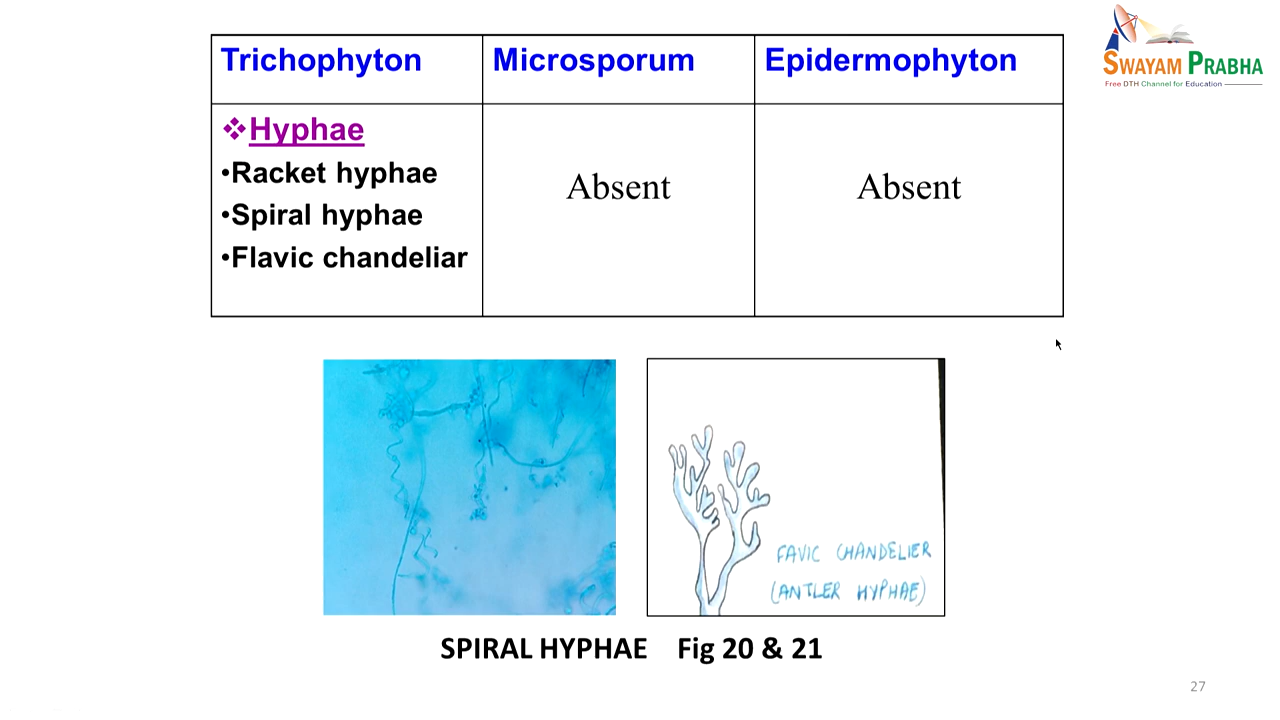 SWAYAM PRABHA
Free DTH Channel for Education
Trichophyton Microsporum Epidermophyton
❖Hyphae
•Racket hyphae
•Spiral hyphae
•Flavic chandeliar
Absent
Absent
FAVIC CHANDELIER
(ANTLER HYPHAE)
SPIRAL HYPHAE Fig 20 & 21
27